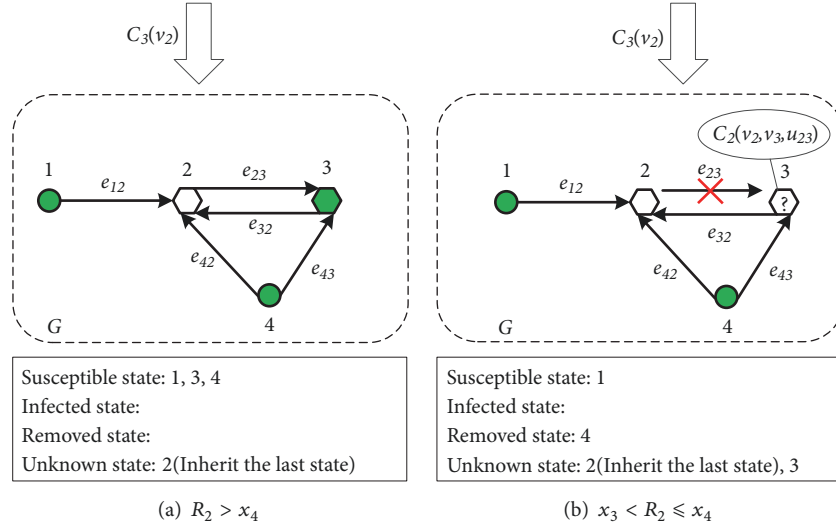 C₃(v₂)
1
2
3
e₁₂
e₂₃
e₃₂
e₄₂
e₄₃
4
G
Susceptible state: 1, 3, 4
Infected state:
Removed state:
Unknown state: 2(Inherit the last state)
(a) R₂ > x₄
C₃(v₂)
C₂(v₂,v₃,u₂₃)
1
2
3
e₁₂
e₂₃
?
e₃₂
e₄₂
e₄₃
4
G
Susceptible state: 1
Infected state:
Removed state: 4
Unknown state: 2(Inherit the last state), 3
(b) x₃ < R₂ ⩽ x₄